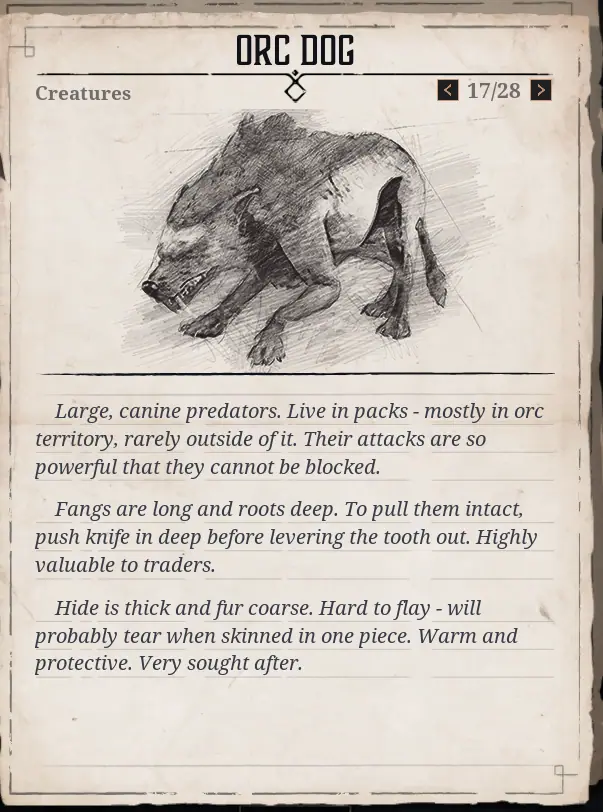 ORC DOG
Creatures
17/28
Large, canine predators. Live in packs - mostly in orc
territory, rarely outside of it. Their attacks are so
powerful that they cannot be blocked.
Fangs are long and roots deep. To pull them intact,
push knife in deep before levering the tooth out. Highly
valuable to traders.
Hide is thick and fur coarse. Hard to flay - will
probably tear when skinned in one piece. Warm and
protective. Very sought after.